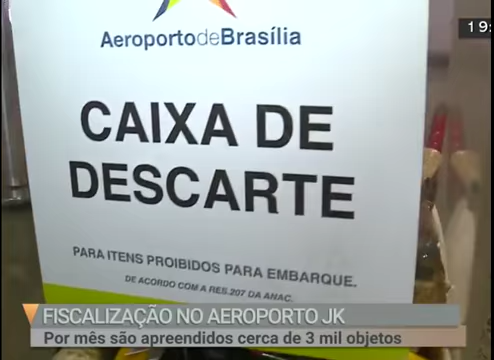 19:
AeroportodeBrasília
CAIXA DE
DESCARTE
PARA ITENS PROIBIDOS PARA EMBARQUE.
DE ACORDO COM A RES.207 DA ANAC.
FISCALIZAÇÃO NO AEROPORTO JK
Por mês são apreendidos cerca de 3 mil objetos